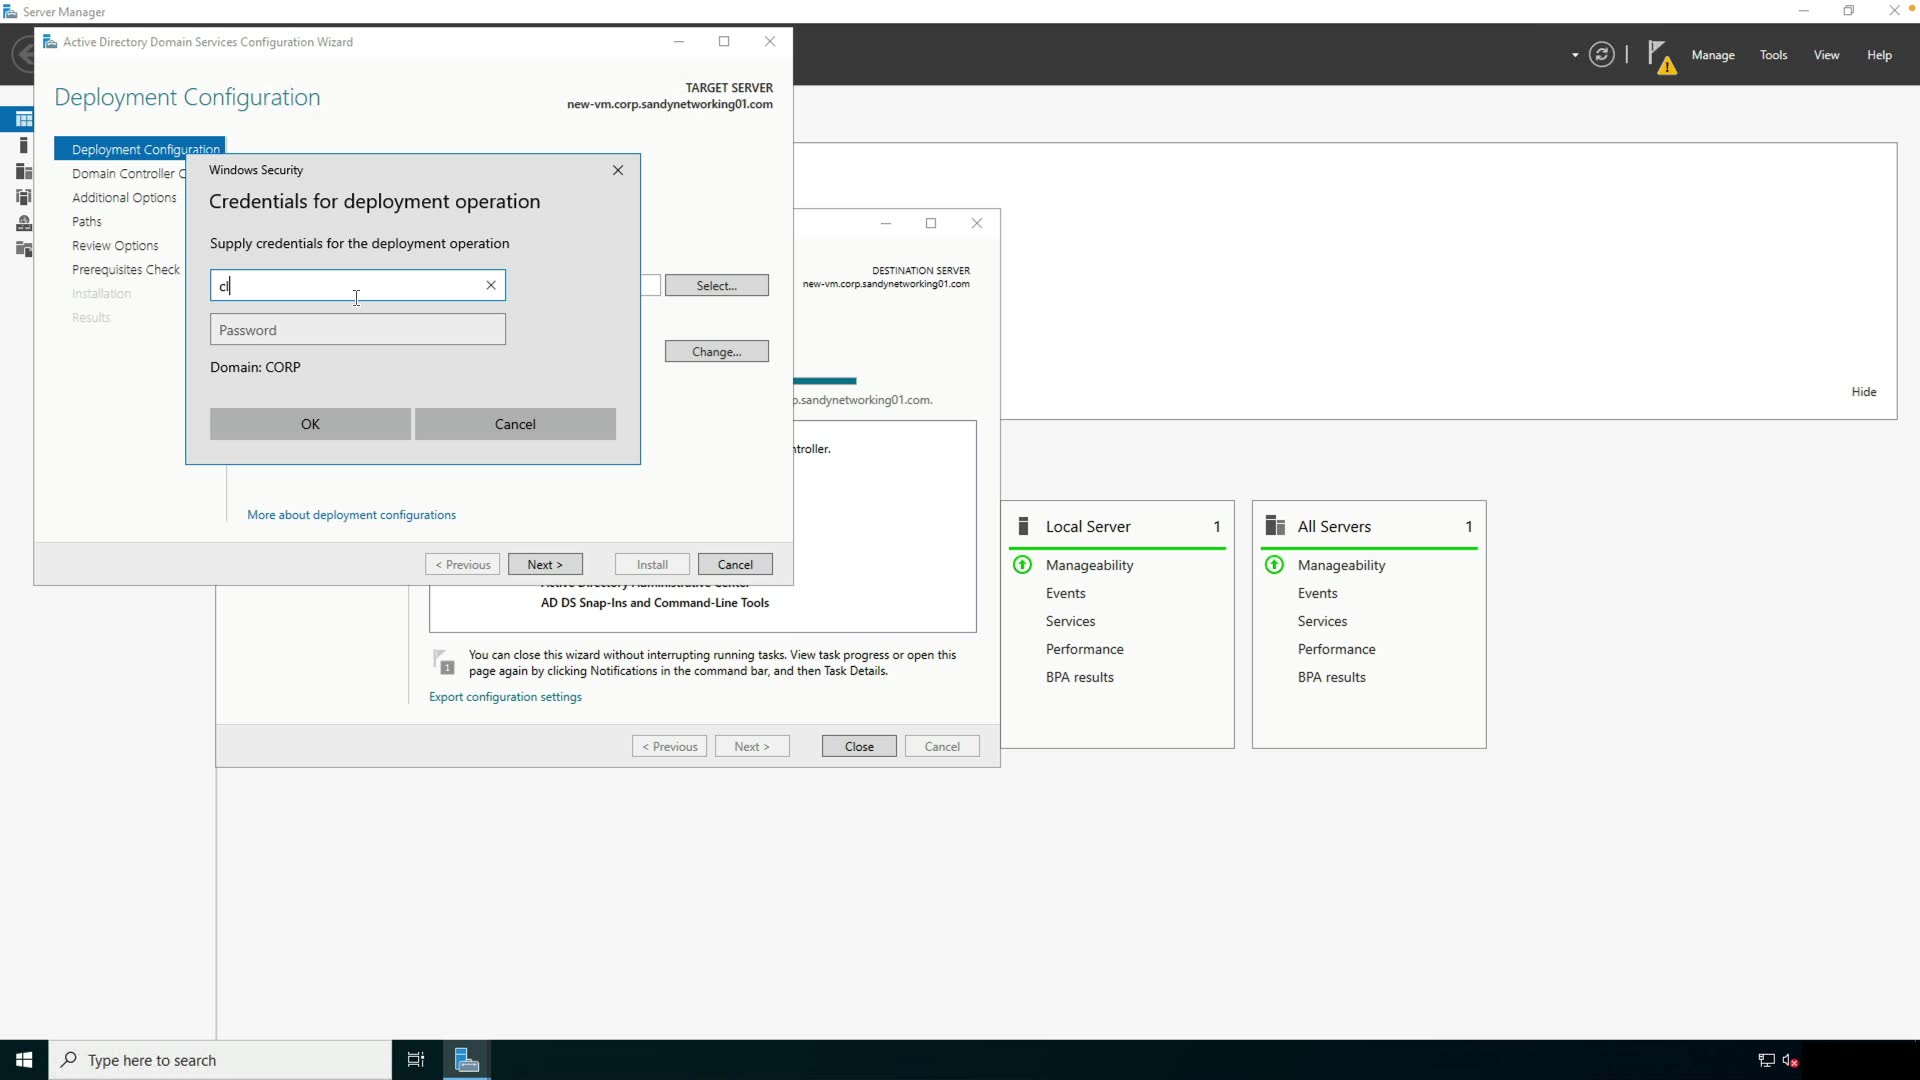 Server Manager
Active Directory Domain Services Configuration Wizard
Manage
Tools
View
Help
Deployment Configuration
TARGET SERVER
new-vm.corp.sandynetworking01.com
Deployment Configuration
Domain Controller
Additional Options
Paths
Review Options
Prerequisites Check
Installation
Results
Windows Security
Credentials for deployment operation
Supply credentials for the deployment operation
cl
Password
Domain: CORP
OK
Cancel
Select...
Change...
More about deployment configurations
< Previous
Next >
Install
Cancel
DESTINATION SERVER
new-vm.corp.sandynetworking01.com
.sandynetworking01.com.
ntroller.
AD DS Snap-Ins and Command-Line Tools
1
You can close this wizard without interrupting running tasks. View task progress or open this
page again by clicking Notifications in the command bar, and then Task Details.
Export configuration settings
< Previous
Next >
Close
Cancel
Hide
Local Server 1
Manageability
Events
Services
Performance
BPA results
All Servers 1
Manageability
Events
Services
Performance
BPA results
Type here to search